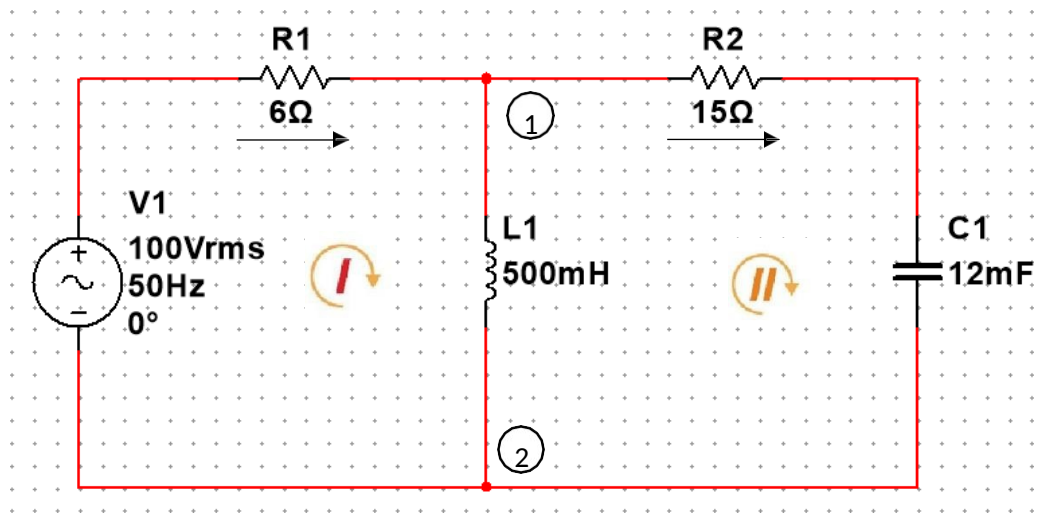 R1
6Ω
R2
15Ω
1
V1
+
100Vrms
50Hz
0°
−
I
L1
500mH
II
C1
12mF
2